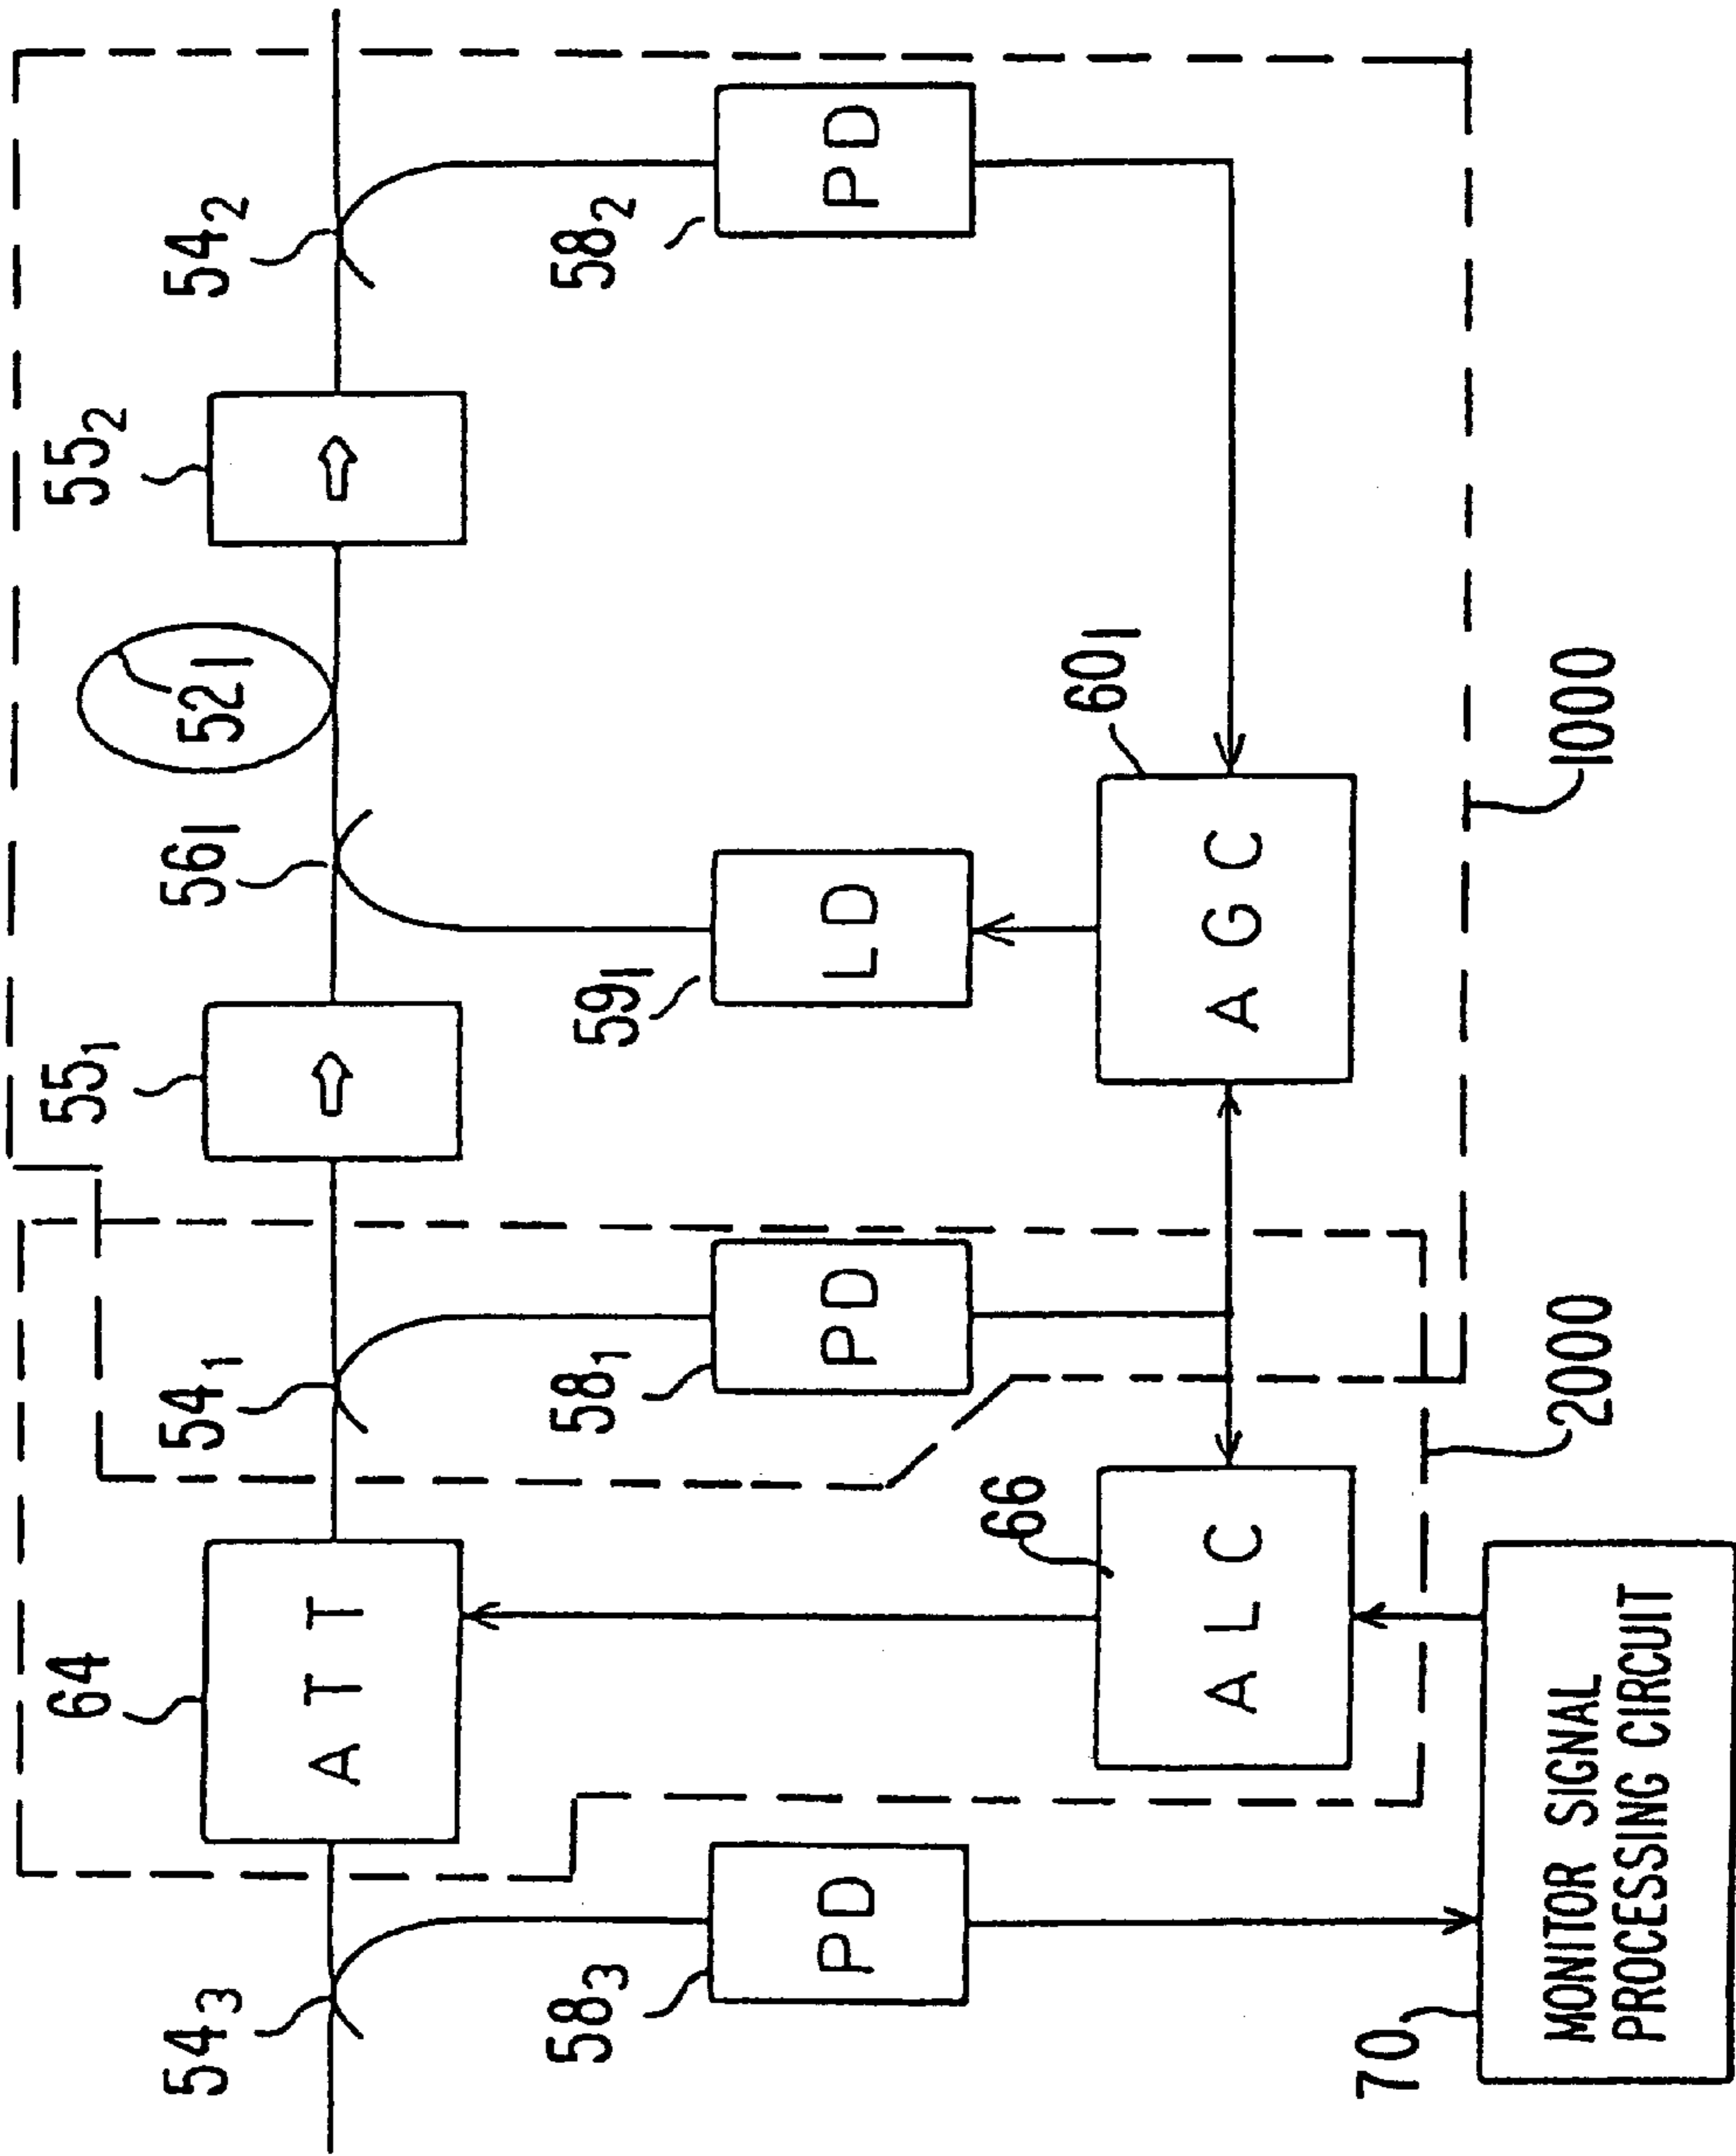 55₁
55₂
64
52₁
54₃
54₁
56₁
54₂
58₃
58₁
59₁
58₂
ATT
PD
PD
LD
PD
66
60₁
ALC
AGC
70
MONITOR SIGNAL
PROCESSING CIRCUIT
2000
1000